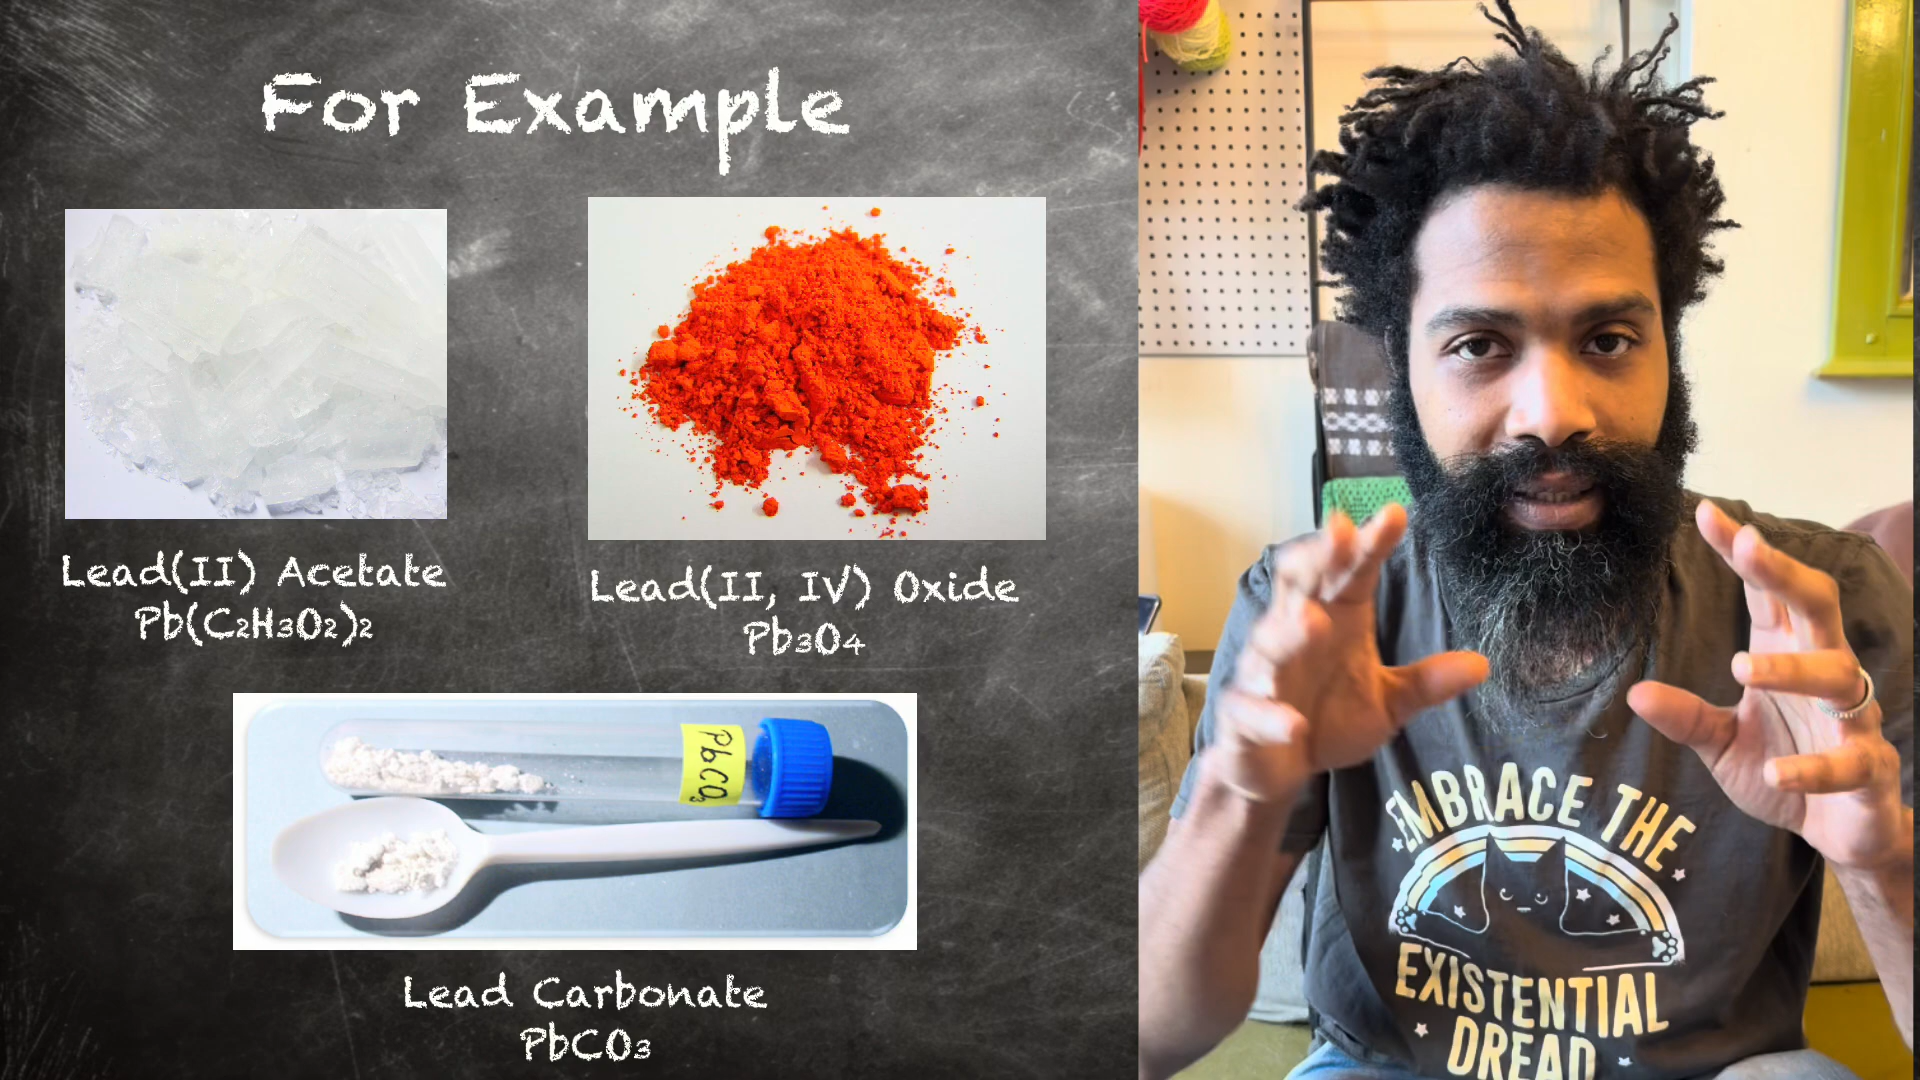 For Example
Lead(II) Acetate
Pb(C₂H₃O₂)₂
Lead(II, IV) Oxide
Pb₃O₄
PbCO₃
Lead Carbonate
PbCO₃
EMBRACE THE
EXISTENTIAL
DREAD